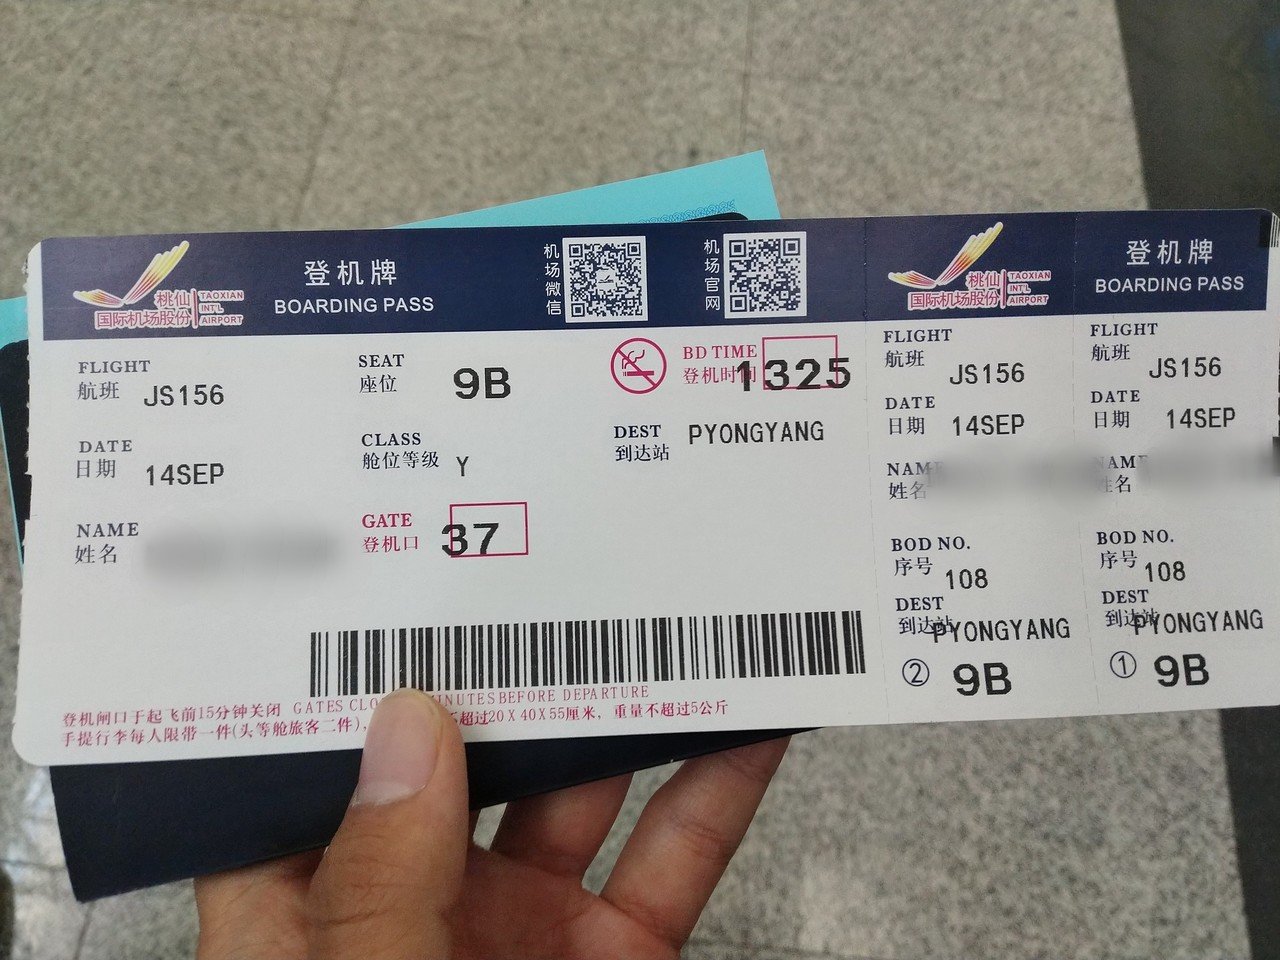 桃仙 TAOXIAN
国际机场股份 INT'L
AIRPORT
登机牌
BOARDING PASS
机场微信
机场官网
FLIGHT
航班 JS156
SEAT
座位 9B
BD TIME
登机时间 1325
DATE
日期 14SEP
CLASS
舱位等级 Y
DEST
到达站 PYONGYANG
NAME
姓名
GATE
登机口 37
登机闸口于起飞前15分钟关闭 GATES CLO MINUTES BEFORE DEPARTURE
手提行李每人限带一件(头等舱旅客二件), 不超过20X40X55厘米，重量不超过5公斤
桃仙 TAOXIAN
国际机场股份 INT'L
AIRPORT
FLIGHT
航班 JS156
DATE
日期 14SEP
NAME
姓名
BOD NO.
序号 108
DEST
到达站 PYONGYANG
② 9B
登机牌
BOARDING PASS
FLIGHT
航班 JS156
DATE
日期 14SEP
NAME
姓名
BOD NO.
序号 108
DEST
到达站 PYONGYANG
① 9B